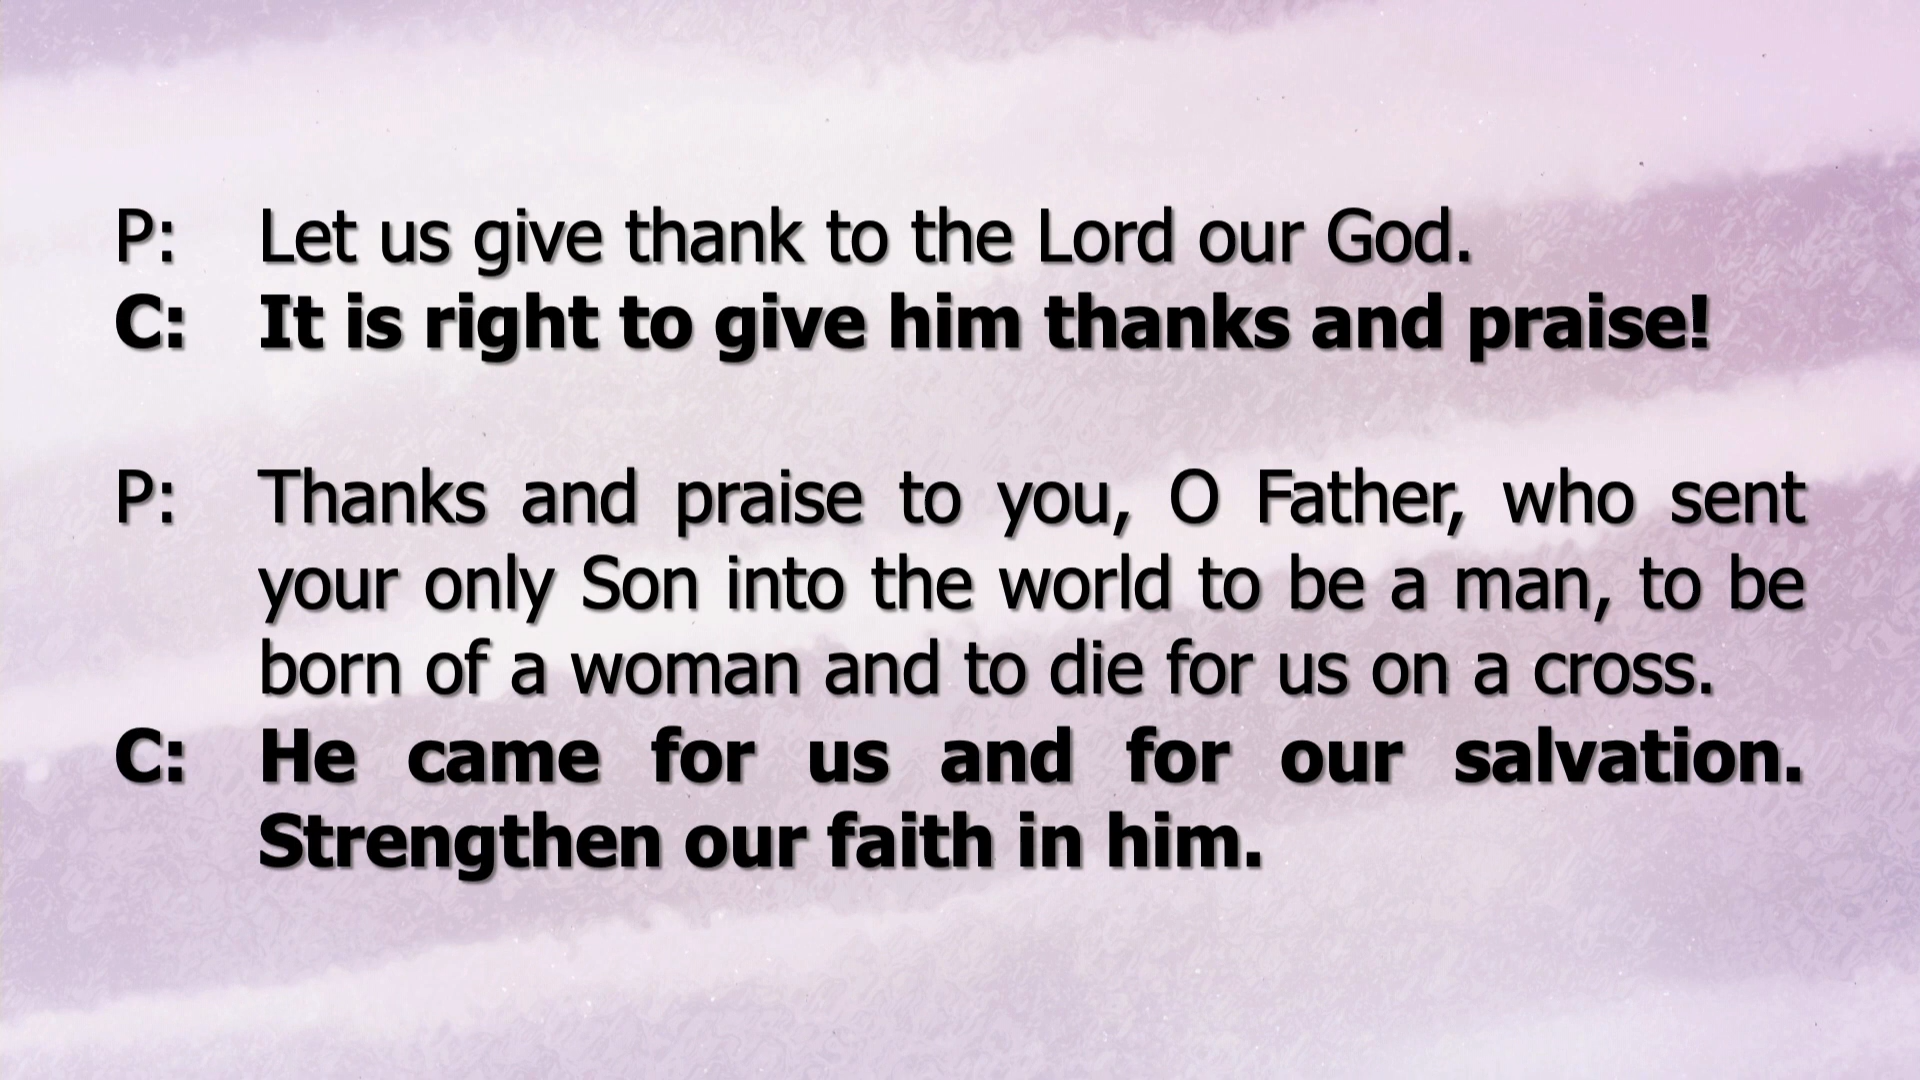 P: Let us give thank to the Lord our God.
C: It is right to give him thanks and praise!
P: Thanks and praise to you, O Father, who sent
your only Son into the world to be a man, to be
born of a woman and to die for us on a cross.
C: He came for us and for our salvation.
Strengthen our faith in him.